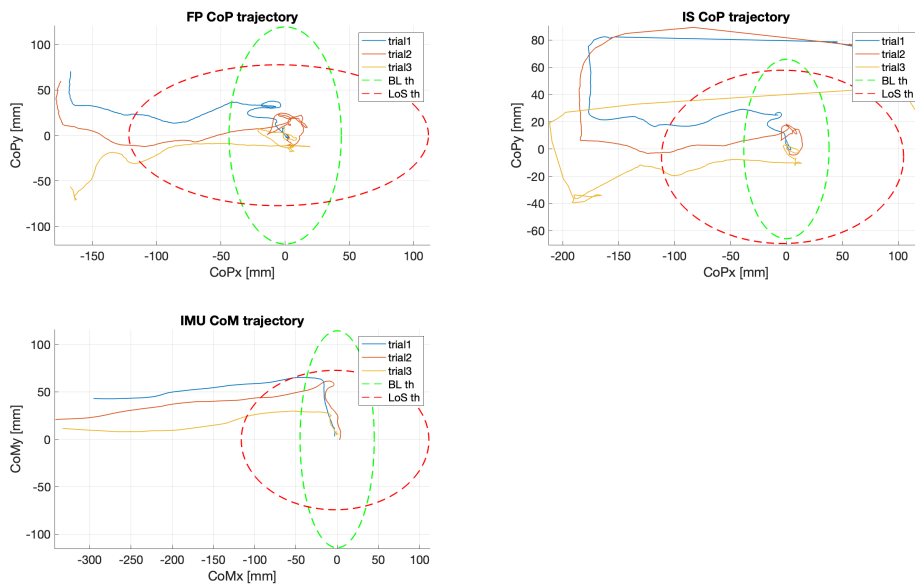 FP CoP trajectory
CoPy [mm]
100
50
0
-50
-100
-150
-100
-50
0
50
100
CoPx [mm]
trial1
trial2
trial3
BL th
LoS th
IS CoP trajectory
CoPy [mm]
80
60
40
20
0
-20
-40
-60
-200
-150
-100
-50
0
50
100
CoPx [mm]
trial1
trial2
trial3
BL th
LoS th
IMU CoM trajectory
CoMy [mm]
100
50
0
-50
-100
-300
-250
-200
-150
-100
-50
0
50
100
CoMx [mm]
trial1
trial2
trial3
BL th
LoS th